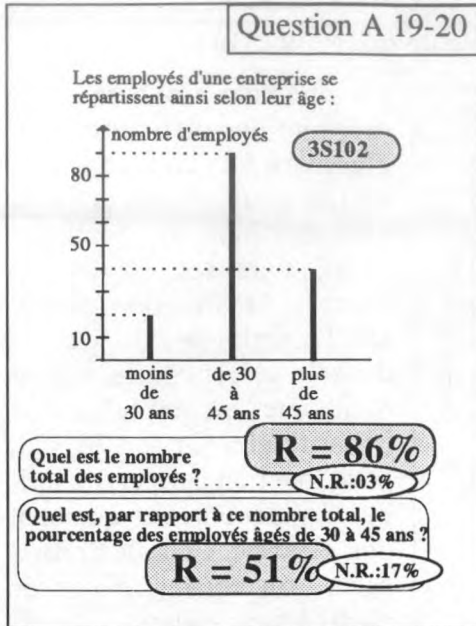 Question A 19-20
Les employés d'une entreprise se
répartissent ainsi selon leur âge :
nombre d'employés
3S102
80
50
10
moins
de
30 ans
de 30
à
45 ans
plus
de
45 ans
Quel est le nombre
total des employés ?
R = 86%
N.R.:03%
Quel est, par rapport à ce nombre total, le
pourcentage des employés âgés de 30 à 45 ans ?
R = 51%
N.R.:17%